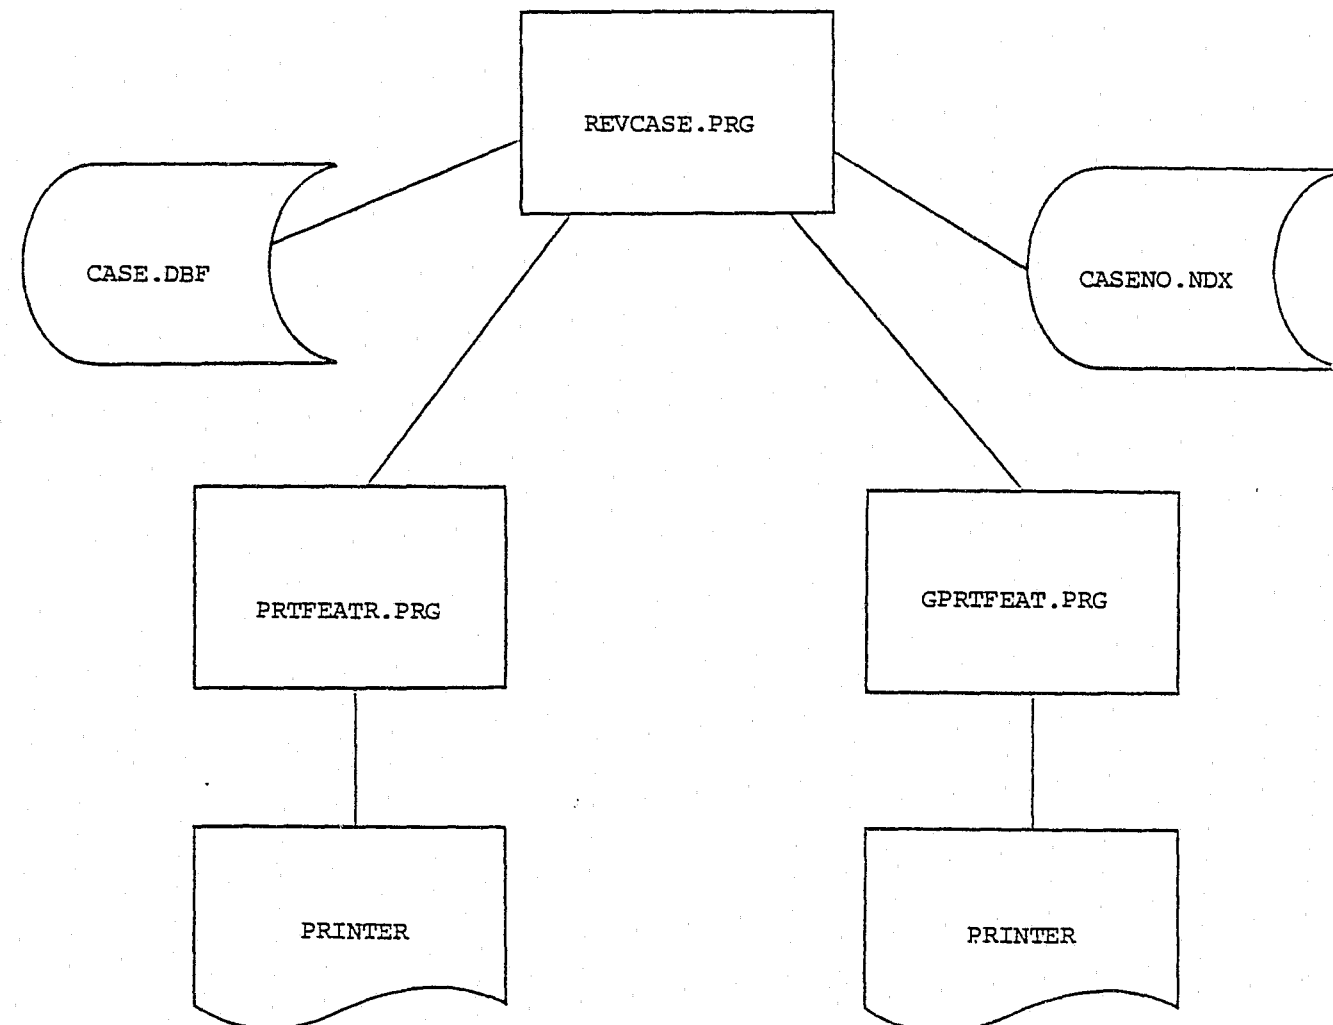 REVCASE.PRG
CASE.DBF
CASENO.NDX
PRTFEATR.PRG
GPRTFEAT.PRG
PRINTER
PRINTER